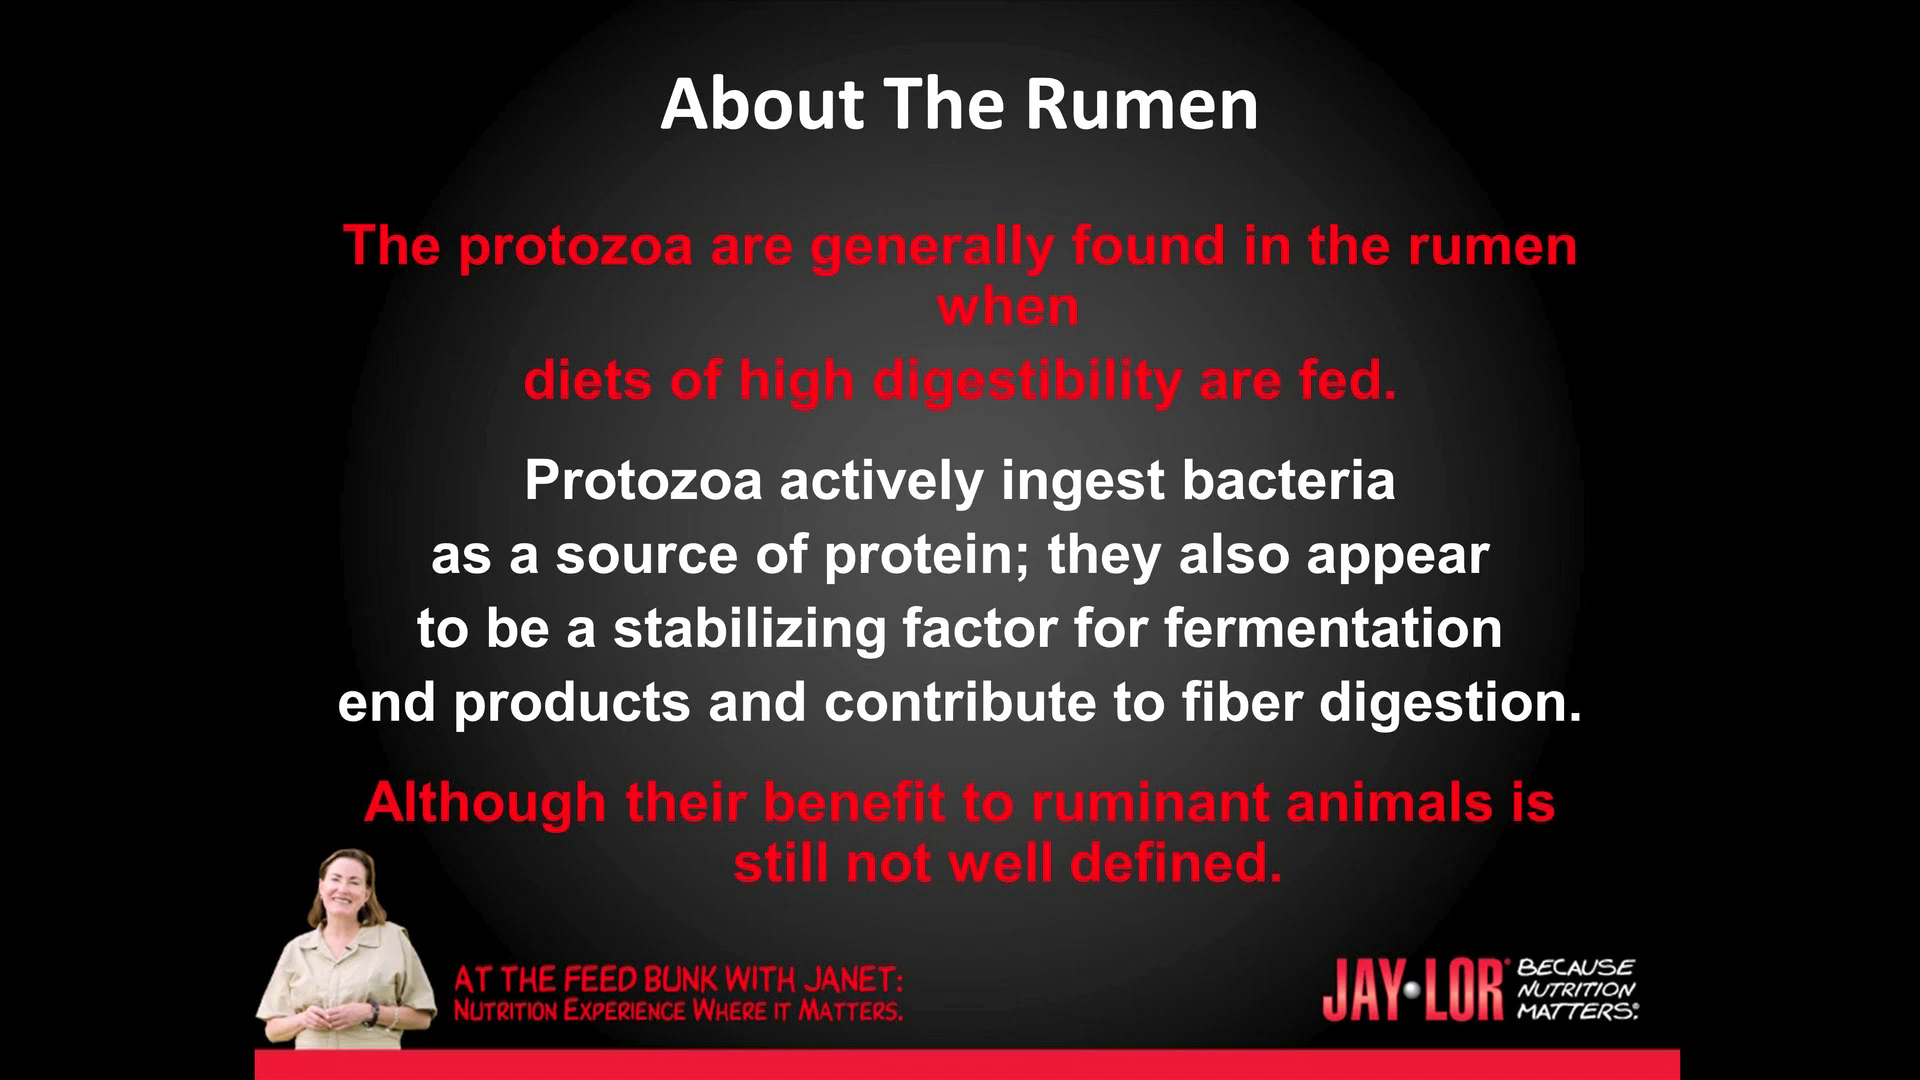 About The Rumen
The protozoa are generally found in the rumen
when
diets of high digestibility are fed.
Protozoa actively ingest bacteria
as a source of protein; they also appear
to be a stabilizing factor for fermentation
end products and contribute to fiber digestion.
Although their benefit to ruminant animals is
still not well defined.
AT THE FEED BUNK WITH JANET:
NUTRITION EXPERIENCE WHERE IT MATTERS.
JAY•LOR®
BECAUSE
NUTRITION
MATTERS®